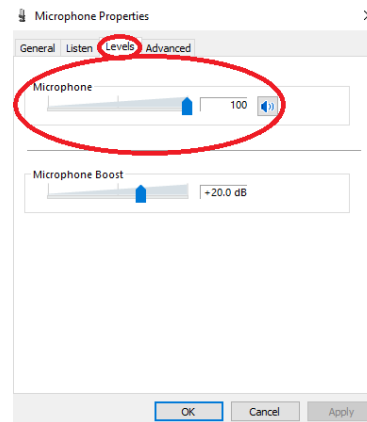 Microphone Properties
General Listen Levels Advanced
Microphone
100
Microphone Boost
+20.0 dB
OK Cancel Apply